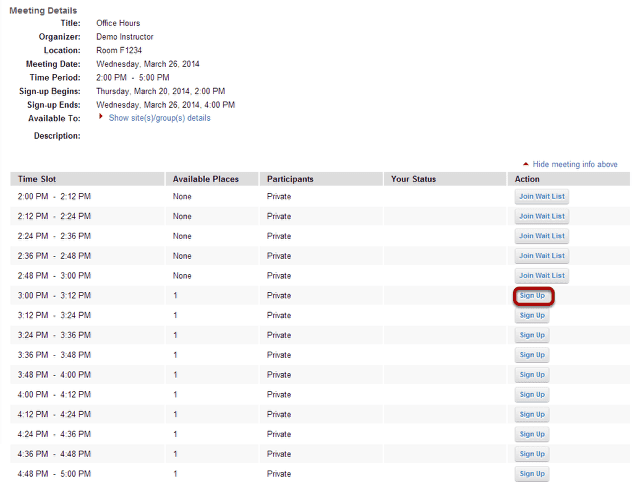 Meeting Details
Title: Office Hours
Organizer: Demo Instructor
Location: Room F1234
Meeting Date: Wednesday, March 26, 2014
Time Period: 2:00 PM - 5:00 PM
Sign-up Begins: Thursday, March 20, 2014, 2:00 PM
Sign-up Ends: Wednesday, March 26, 2014, 4:00 PM
Available To: Show site(s)/group(s) details
Description:
Hide meeting info above
Time Slot Available Places Participants Your Status Action
2:00 PM - 2:12 PM None Private Join Wait List
2:12 PM - 2:24 PM None Private Join Wait List
2:24 PM - 2:36 PM None Private Join Wait List
2:36 PM - 2:48 PM None Private Join Wait List
2:48 PM - 3:00 PM None Private Join Wait List
3:00 PM - 3:12 PM 1 Private Sign Up
3:12 PM - 3:24 PM 1 Private Sign Up
3:24 PM - 3:36 PM 1 Private Sign Up
3:36 PM - 3:48 PM 1 Private Sign Up
3:48 PM - 4:00 PM 1 Private Sign Up
4:00 PM - 4:12 PM 1 Private Sign Up
4:12 PM - 4:24 PM 1 Private Sign Up
4:24 PM - 4:36 PM 1 Private Sign Up
4:36 PM - 4:48 PM 1 Private Sign Up
4:48 PM - 5:00 PM 1 Private Sign Up